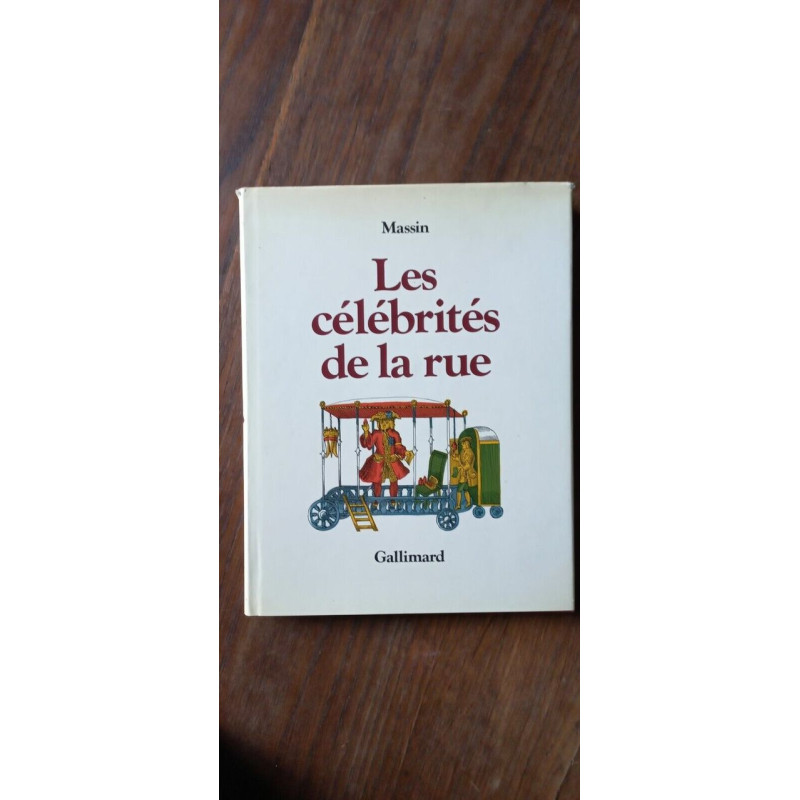 Massin
Les
célébrités
de la rue
Gallimard